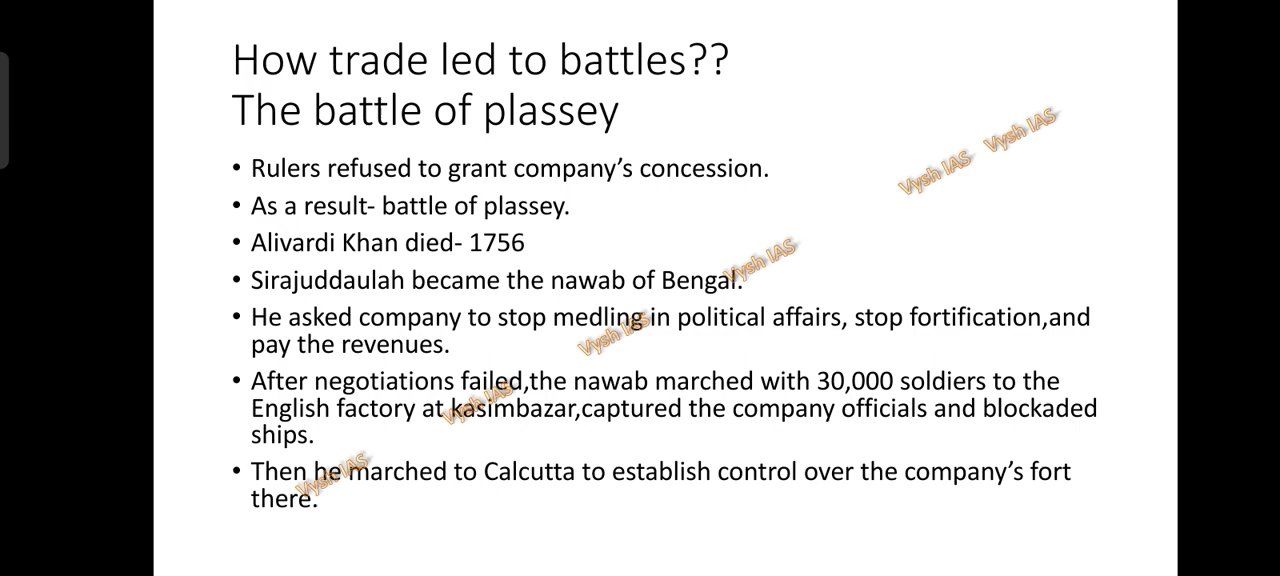 How trade led to battles??
The battle of plassey
Vysh IAS
Vysh IAS
• Rulers refused to grant company’s concession.
• As a result- battle of plassey.
• Alivardi Khan died- 1756
Vysh IAS
• Sirajuddaulah became the nawab of Bengal.
• He asked company to stop medling in political affairs, stop fortification,and
Vysh IAS
pay the revenues.
• After negotiations failed,the nawab marched with 30,000 soldiers to the
Vysh IAS
English factory at kasimbazar,captured the company officials and blockaded
ships.
• Then he marched to Calcutta to establish control over the company’s fort
Vysh IAS
there.